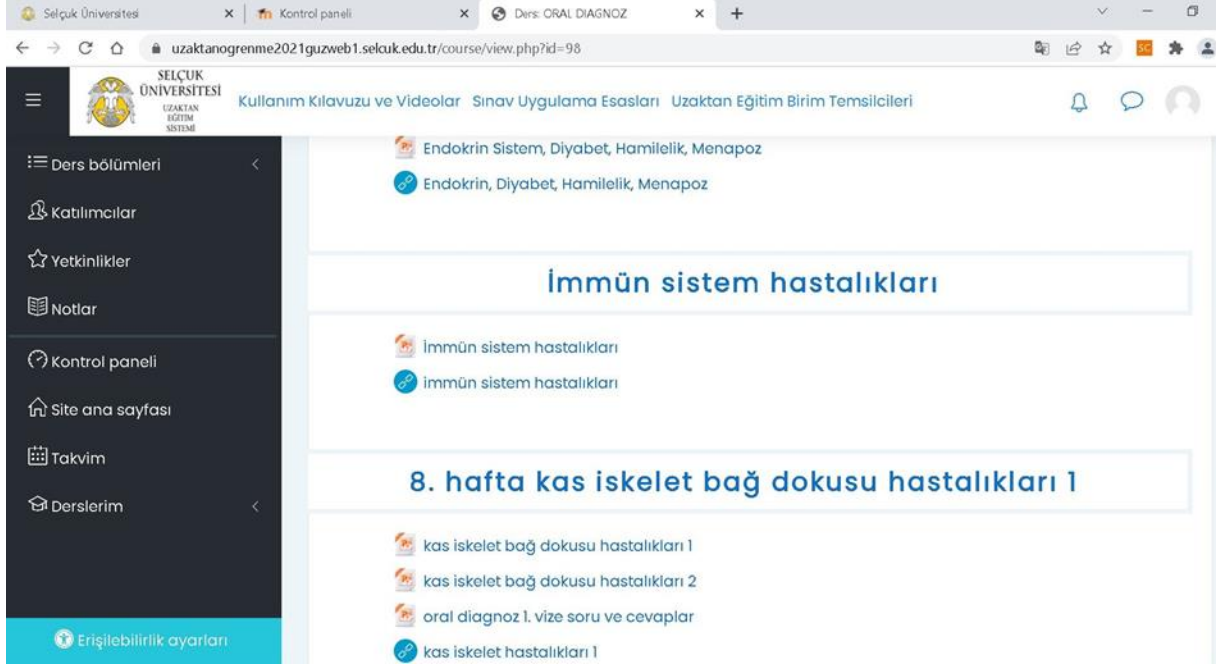 Selçuk Üniversitesi
Kontrol paneli
Ders: ORAL DIAGNOZ
uzaktanogrenme2021guzweb1.selcuk.edu.tr/course/view.php?id=98
SC
SELÇUK
ÜNİVERSİTESİ
UZAKTAN
EĞİTİM
SİSTEMİ
Kullanım Kılavuzu ve Videolar Sınav Uygulama Esasları Uzaktan Eğitim Birim Temsilcileri
Ders bölümleri
Katılımcılar
Yetkinlikler
Notlar
Kontrol paneli
Site ana sayfası
Takvim
Derslerim
Erişilebilirlik ayarları
Endokrin Sistem, Diyabet, Hamilelik, Menapoz
Endokrin, Diyabet, Hamilelik, Menapoz
İmmün sistem hastalıkları
İmmün sistem hastalıkları
immün sistem hastalıkları
8. hafta kas iskelet bağ dokusu hastalıkları 1
kas iskelet bağ dokusu hastalıkları 1
kas iskelet bağ dokusu hastalıkları 2
oral diagnoz 1. vize soru ve cevaplar
kas iskelet hastalıkları 1